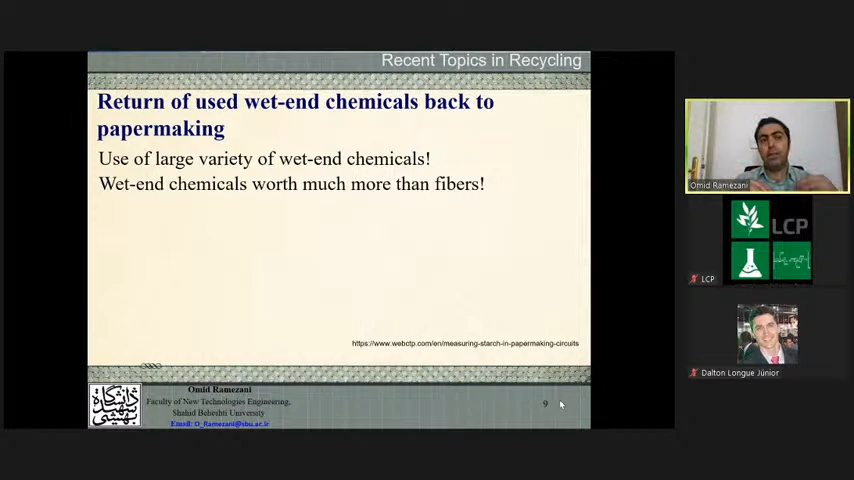 Recent Topics in Recycling
Return of used wet-end chemicals back to
papermaking
Use of large variety of wet-end chemicals!
Wet-end chemicals worth much more than fibers!
https://www.webctp.com/en/measuring-starch-in-papermaking-circuits
دانشگاه
شهید
بهشتی
Omid Ramezani
Faculty of New Technologies Engineering,
Shahid Beheshti University
Email: O_Ramezani@sbu.ac.ir
9
Omid Ramezani
LCP
LCP
Dalton Longue Júnior